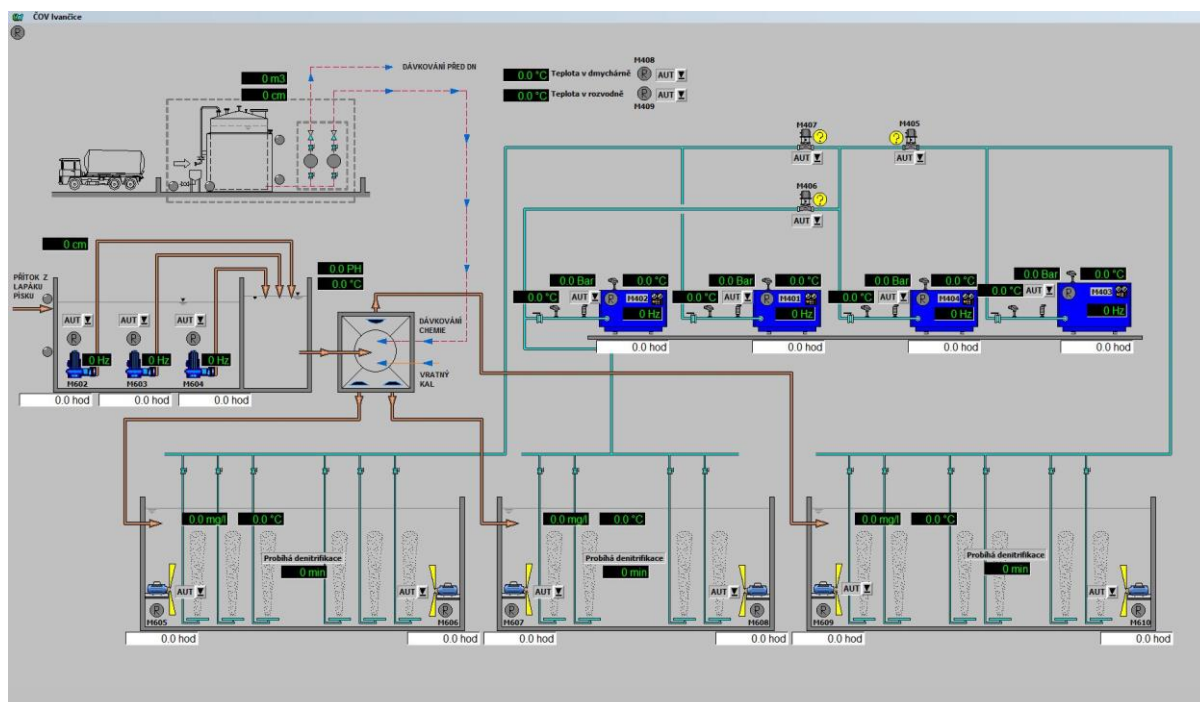 ČOV Ivančice
R
DÁVKOVÁNÍ PŘED DN
0 m3
0 cm
M408
0.0 °C Teplota v dmychárně R AUT
0.0 °C Teplota v rozvodně R AUT
M409
M407
AUT
?
M405
?
AUT
M406
?
AUT
0 cm
PŘÍTOK Z
LAPÁKU
PÍSKU
0.0 PH
0.0 °C
DÁVKOVÁNÍ
CHEMIE
VRATNÝ
KAL
AUT
AUT
AUT
R
R
R
0 Hz
0 Hz
0 Hz
M602
M603
M604
0.0 hod
0.0 hod
0.0 hod
0.0 Bar
0.0 °C
0.0 °C
AUT
R
M402
0 Hz
0.0 hod
0.0 Bar
0.0 °C
0.0 °C
AUT
R
M401
0 Hz
0.0 hod
0.0 Bar
0.0 °C
0.0 °C
AUT
R
M404
0 Hz
0.0 hod
0.0 Bar
0.0 °C
0.0 °C
AUT
R
M403
0 Hz
0.0 hod
0.0 mg/l
0.0 °C
Probíhá denitrifikace
0 min
AUT
AUT
R
R
M605
M606
0.0 hod
0.0 hod
0.0 mg/l
0.0 °C
Probíhá denitrifikace
0 min
AUT
AUT
R
R
M607
M608
0.0 hod
0.0 hod
0.0 mg/l
0.0 °C
Probíhá denitrifikace
0 min
AUT
AUT
R
R
M609
M610
0.0 hod
0.0 hod